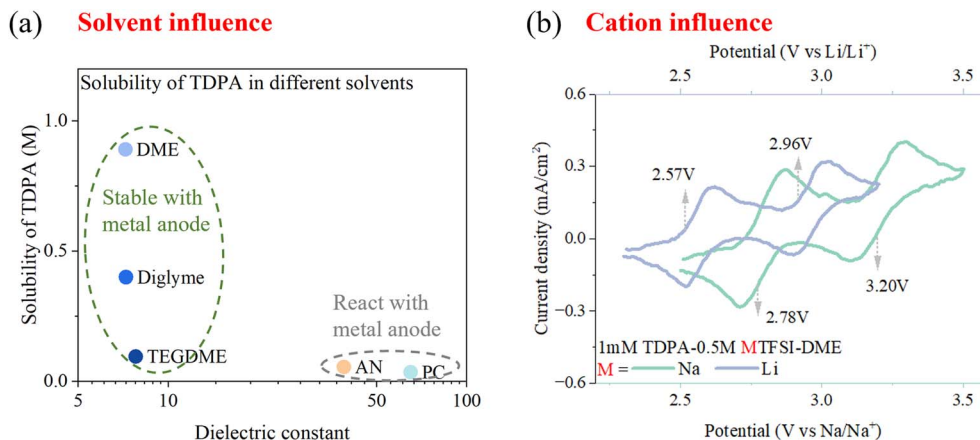 (a) Solvent influence
Solubility of TDPA in different solvents
Solubility of TDPA (M)
1.0
0.5
0.0
DME
Stable with
metal anode
Diglyme
TEGDME
React with
metal anode
AN
PC
10
50
100
Dielectric constant
(b) Cation influence
Potential (V vs Li/Li⁺)
2.5
3.0
3.5
Current density (mA/cm²)
0.6
0.3
0.0
−0.3
−0.6
2.57V
2.96V
2.78V
3.20V
1mM TDPA-0.5M MTFSI-DME
M = Na Li
2.5
3.0
3.5
Potential (V vs Na/Na⁺)